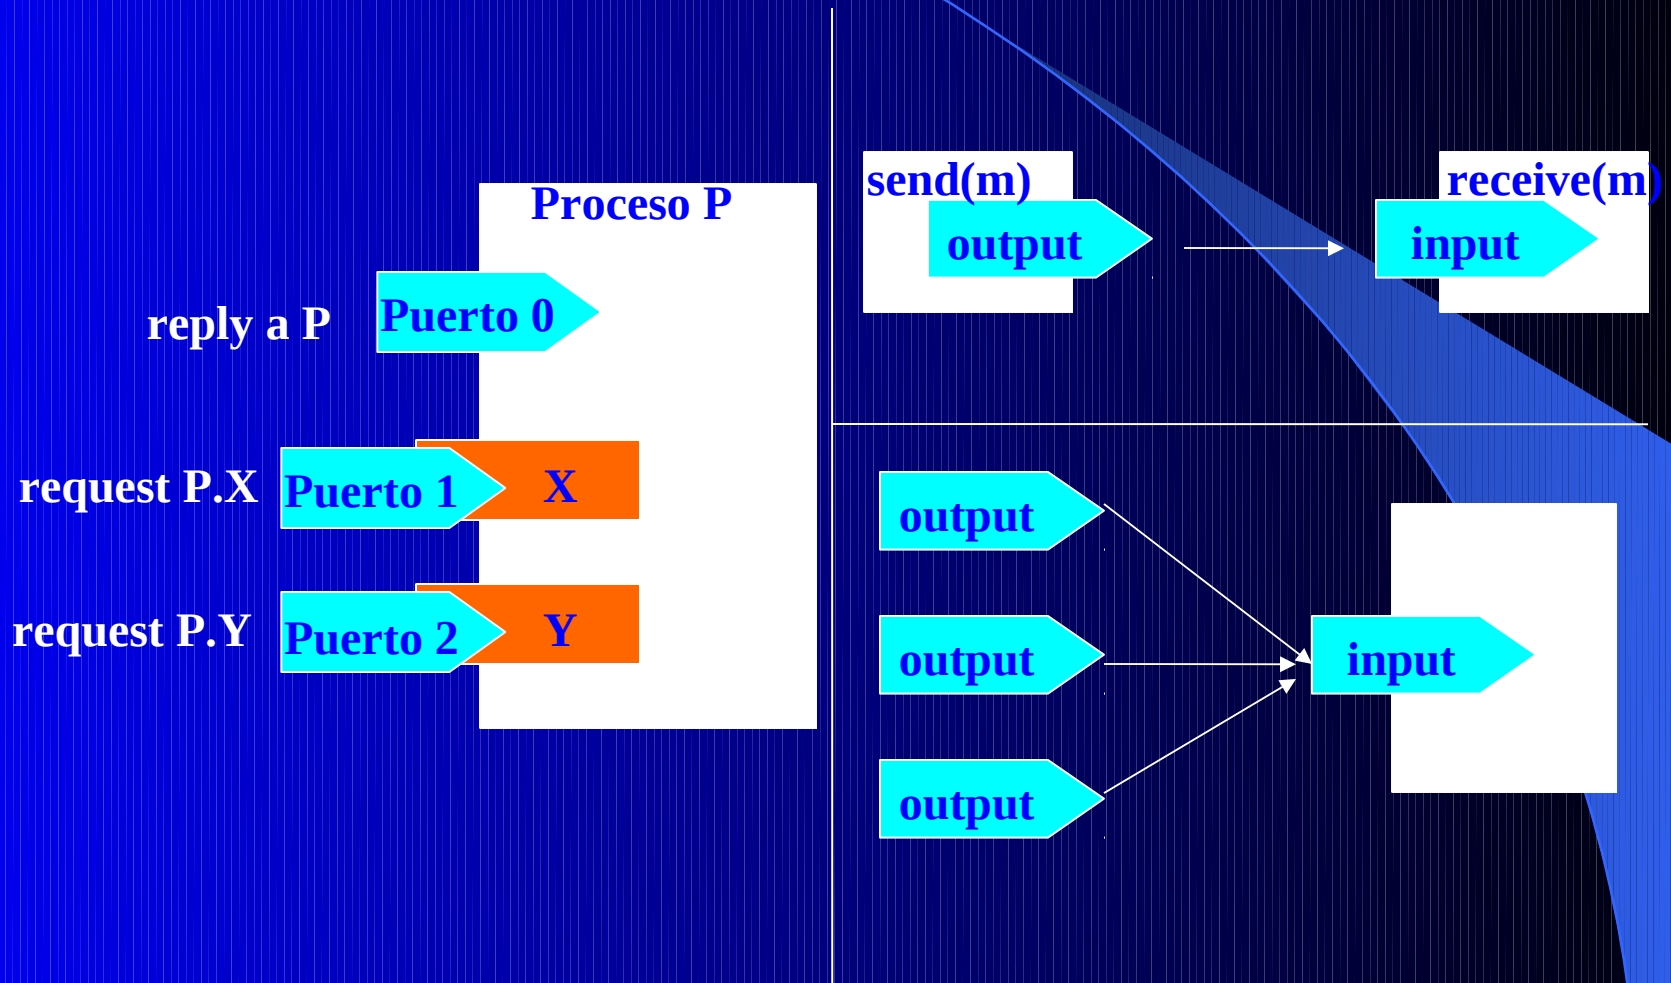 Proceso P
reply a P
Puerto 0
request P.X
Puerto 1
X
request P.Y
Puerto 2
Y
send(m)
output
receive(m)
input
output
output
output
input